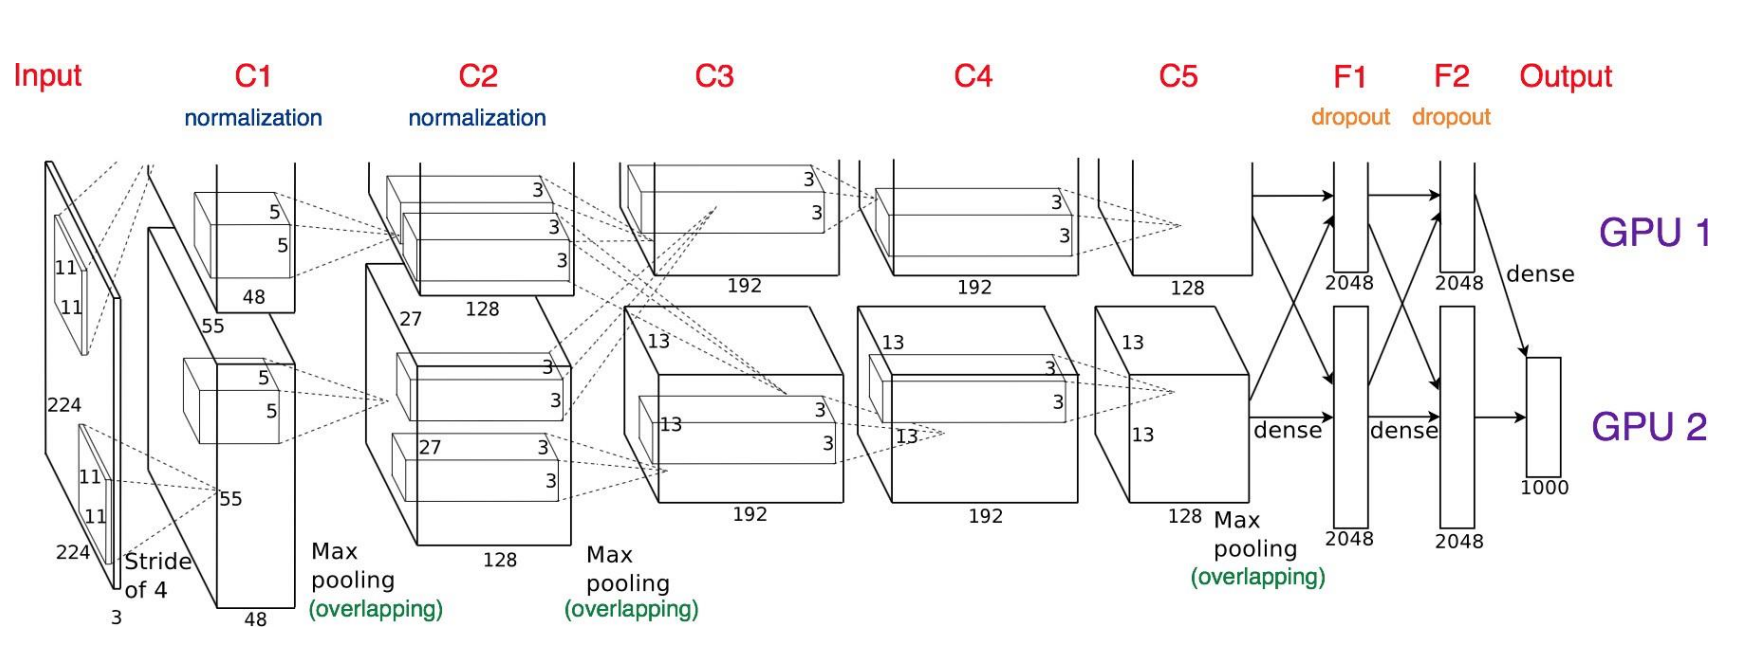 Input C1 C2 C3 C4 C5 F1 F2 Output
normalization normalization dropout dropout
3 3
5 3 3 3
5 3 3 3
11 3
11
48 128 192 192 128 2048 2048
GPU 1
dense
55 27
13 13 13
5 3 3
5 3 3 3
224 13 3 13 13
27 3
3
dense dense
GPU 2
11
11
55
192 192 128 1000
2048 2048
224 3
Stride
of 4
48
Max
pooling
(overlapping)
128
Max
pooling
(overlapping)
Max
pooling
(overlapping)